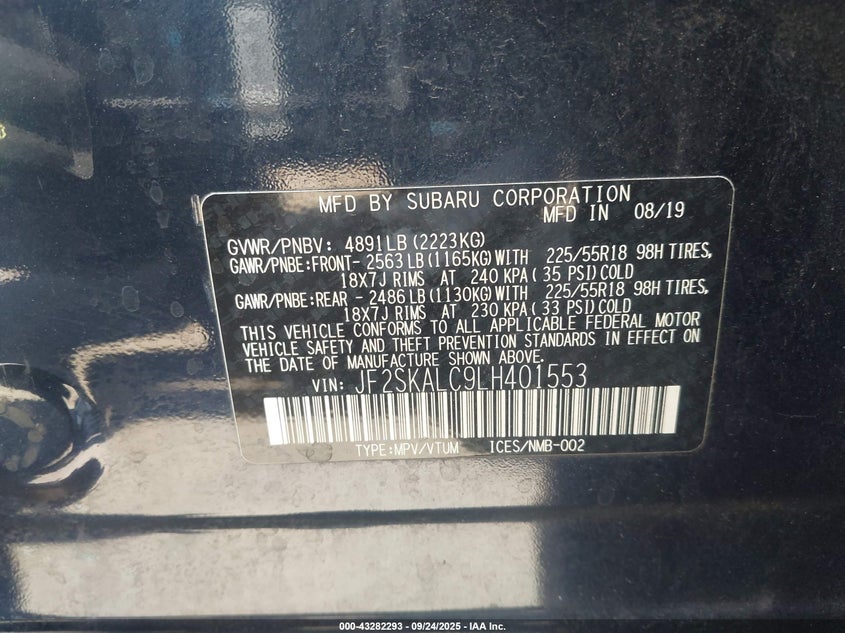 MFD BY SUBARU CORPORATION
MFD IN 08/19
GVWR/PNBV: 4891LB(2223KG)
GAWR/PNBE:FRONT- 2563LB(1165KG)WITH 225/55R18 98H TIRES,
18X7J RIMS AT 240 KPA( 35 PSI)COLD
GAWR/PNBE:REAR - 2486LB(1130KG)WITH 225/55R18 98H TIRES,
18X7J RIMS AT 230 KPA( 33 PSI)COLD
THIS VEHICLE CONFORMS TO ALL APPLICABLE FEDERAL MOTOR
VEHICLE SAFETY AND THEFT PREVENTION STANDARDS IN EFFECT ON
THE DATE OF MANUFACTURE SHOWN ABOVE.
VIN: JF2SKALC9LH401553
TYPE:MPV/VTUM ICES/NMB-002
000-43282293 - 09/24/2025 - IAA Inc.